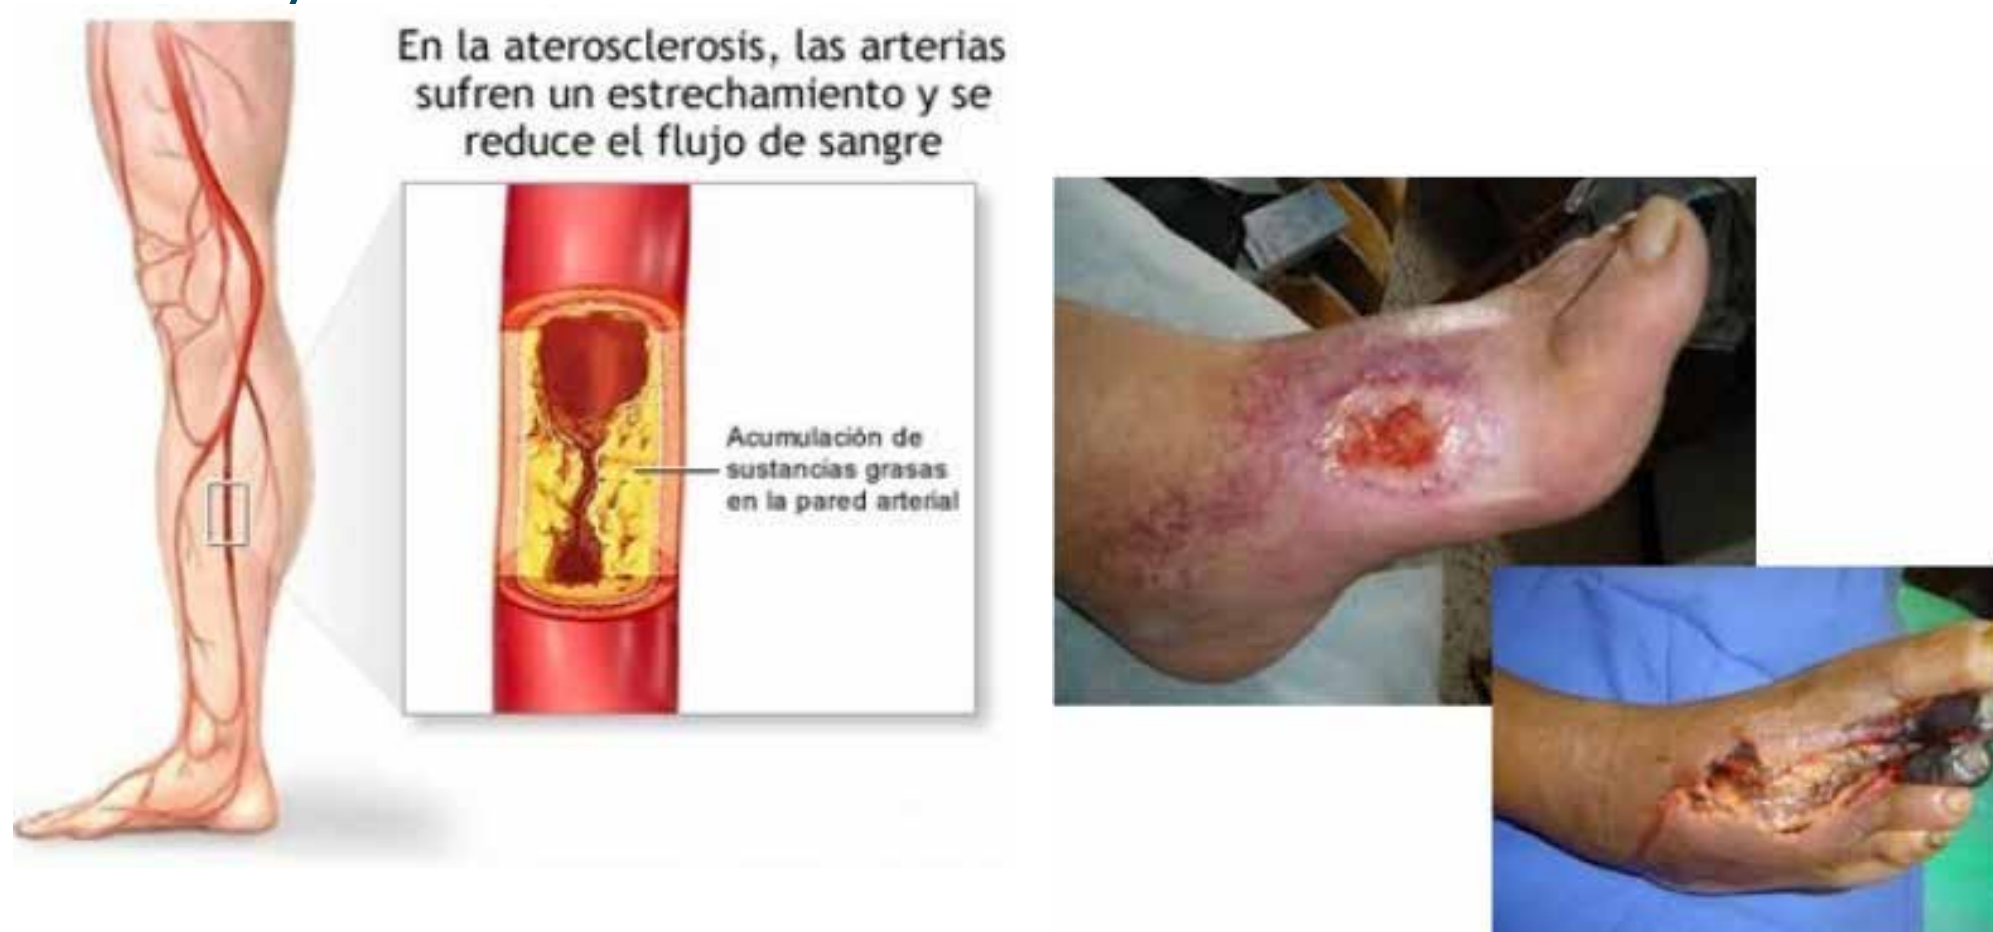 En la aterosclerosis, las arterias
sufren un estrechamiento y se
reduce el flujo de sangre
Acumulación de
sustancias grasas
en la pared arterial